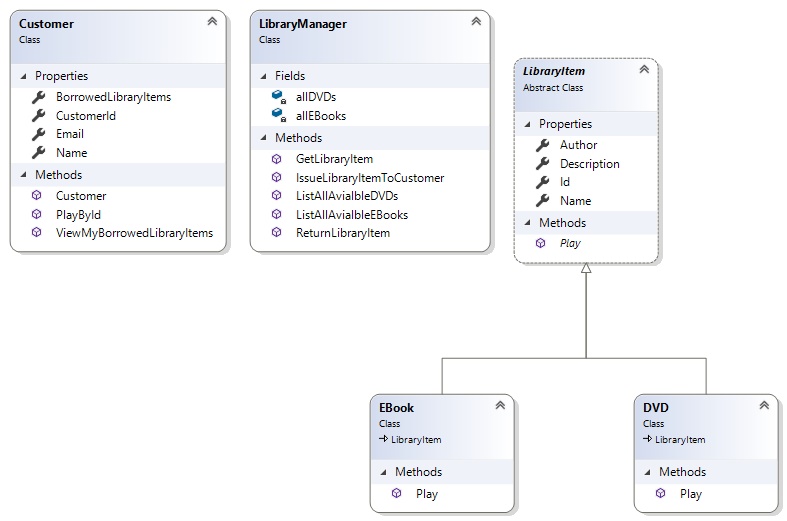 Customer
Class
Properties
BorrowedLibraryItems
CustomerId
Email
Name
Methods
Customer
PlayById
ViewMyBorrowedLibraryItems
LibraryManager
Class
Fields
allDVDs
allEBooks
Methods
GetLibraryItem
IssueLibraryItemToCustomer
ListAllAvialbleDVDs
ListAllAvialbleEBooks
ReturnLibraryItem
LibraryItem
Abstract Class
Properties
Author
Description
Id
Name
Methods
Play
EBook
Class
LibraryItem
Methods
Play
DVD
Class
LibraryItem
Methods
Play